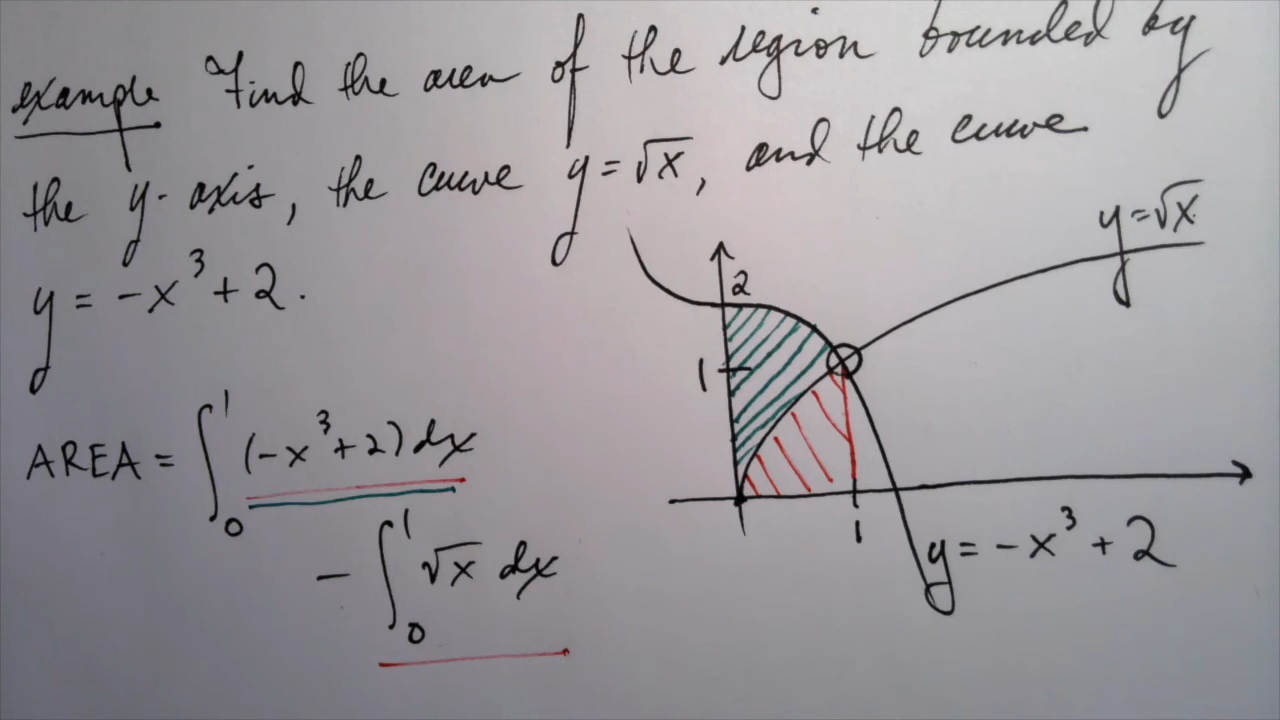 example Find the area of the region bounded by
the y-axis, the curve y = √x, and the curve
y = -x³ + 2.
AREA = ∫₀¹ (-x³ + 2) dx
- ∫₀¹ √x dx
y = √x
2
1
1
y = -x³ + 2